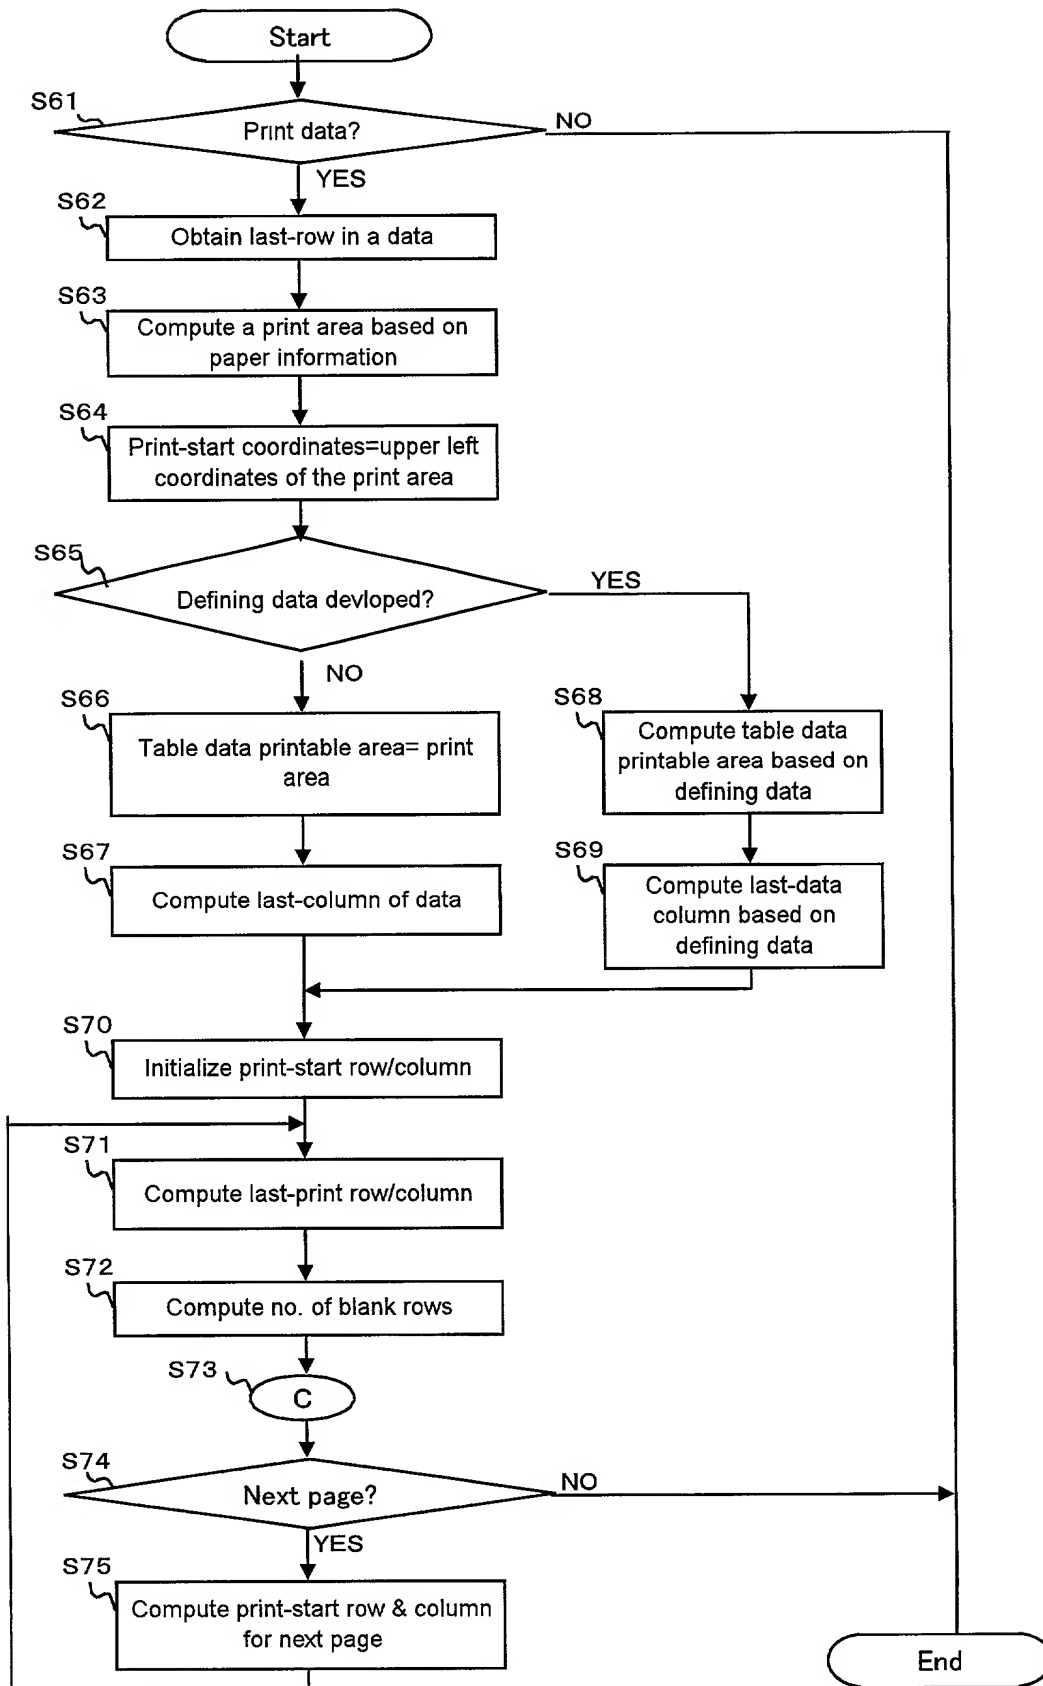 Start
S61
Print data?
NO
YES
S62
Obtain last-row in a data
S63
Compute a print area based on
paper information
S64
Print-start coordinates=upper left
coordinates of the print area
S65
Defining data devloped?
YES
NO
S66
Table data printable area= print
area
S68
Compute table data
printable area based on
defining data
S67
Compute last-column of data
S69
Compute last-data
column based on
defining data
S70
Initialize print-start row/column
S71
Compute last-print row/column
S72
Compute no. of blank rows
S73
C
S74
Next page?
NO
YES
S75
Compute print-start row & column
for next page
End